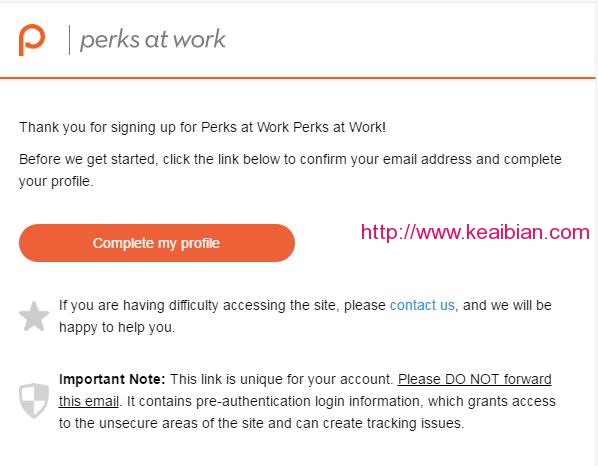 perks at work
Thank you for signing up for Perks at Work Perks at Work!
Before we get started, click the link below to confirm your email address and complete
your profile.
Complete my profile
http://www.keaibian.com
If you are having difficulty accessing the site, please contact us, and we will be
happy to help you.
Important Note: This link is unique for your account. Please DO NOT forward
this email. It contains pre-authentication login information, which grants access
to the unsecure areas of the site and can create tracking issues.